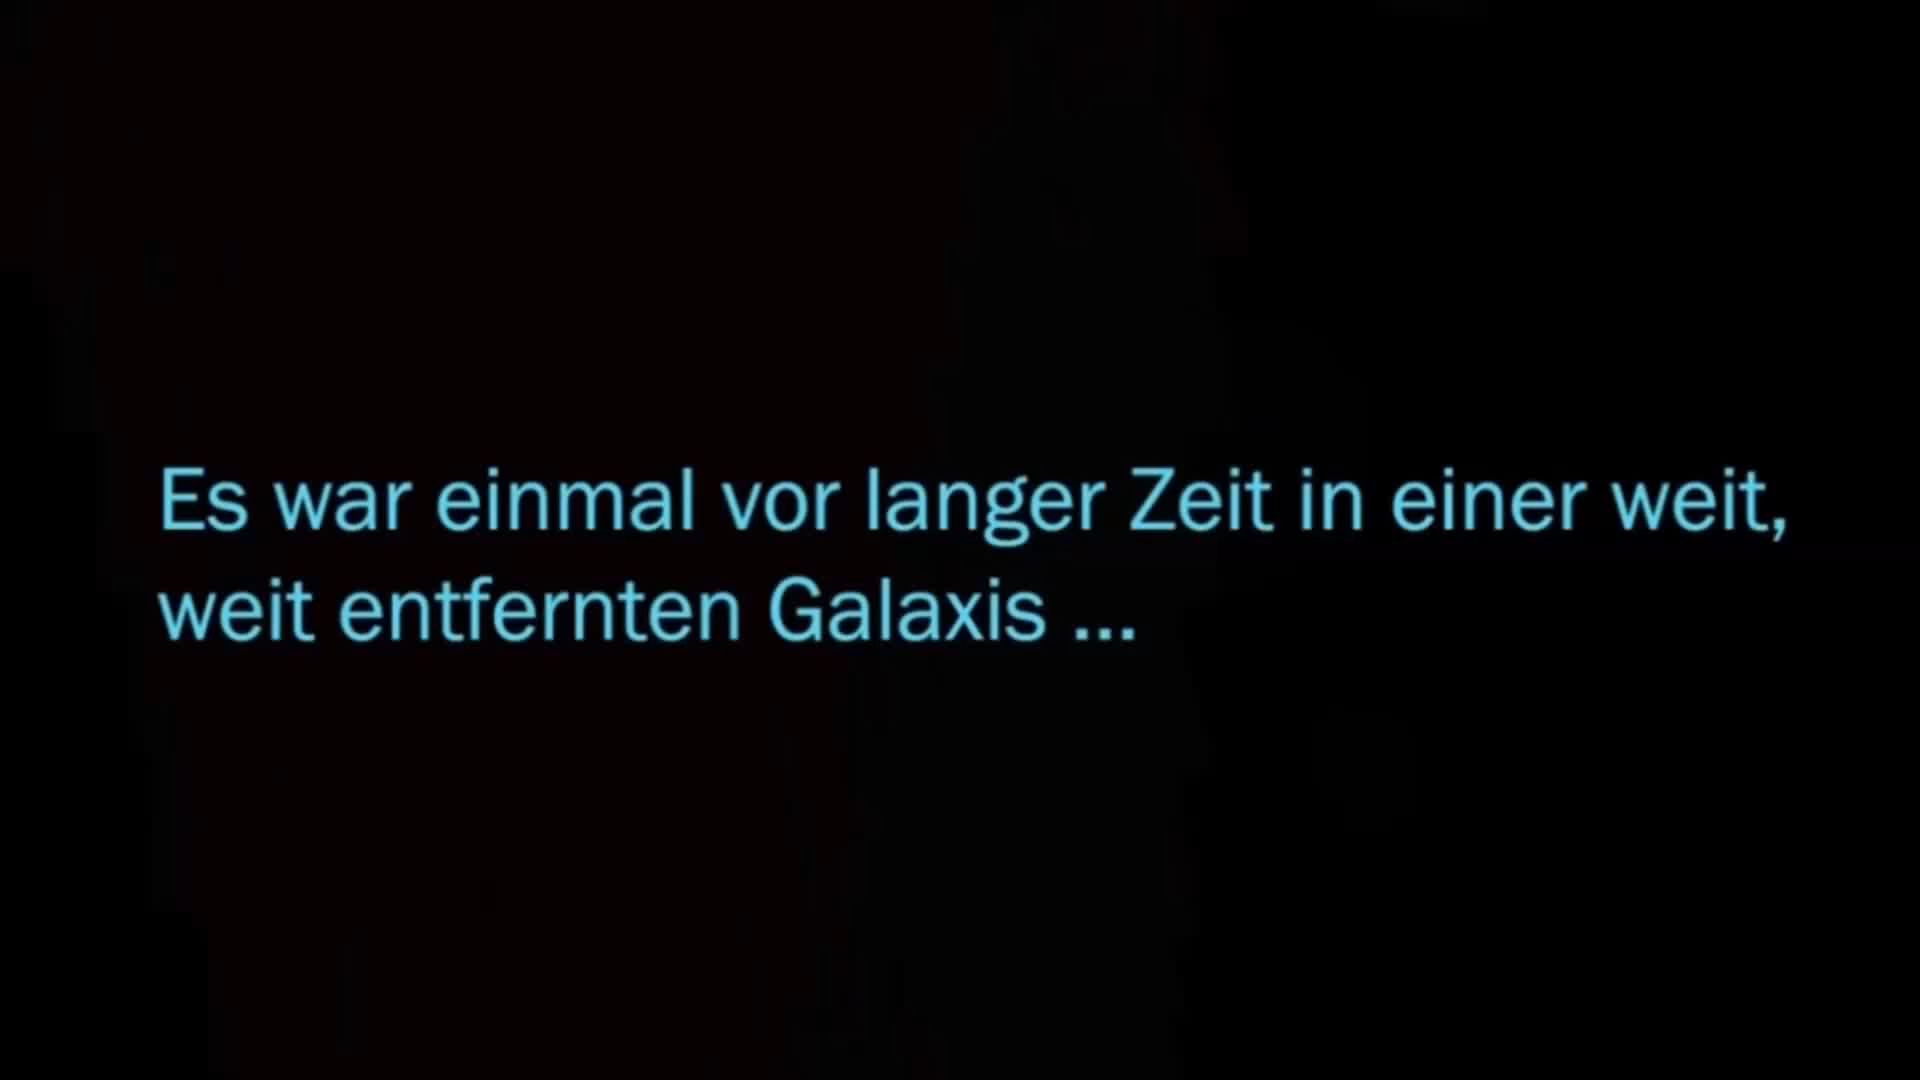 Es war einmal vor langer Zeit in einer weit,
weit entfernten Galaxis ...